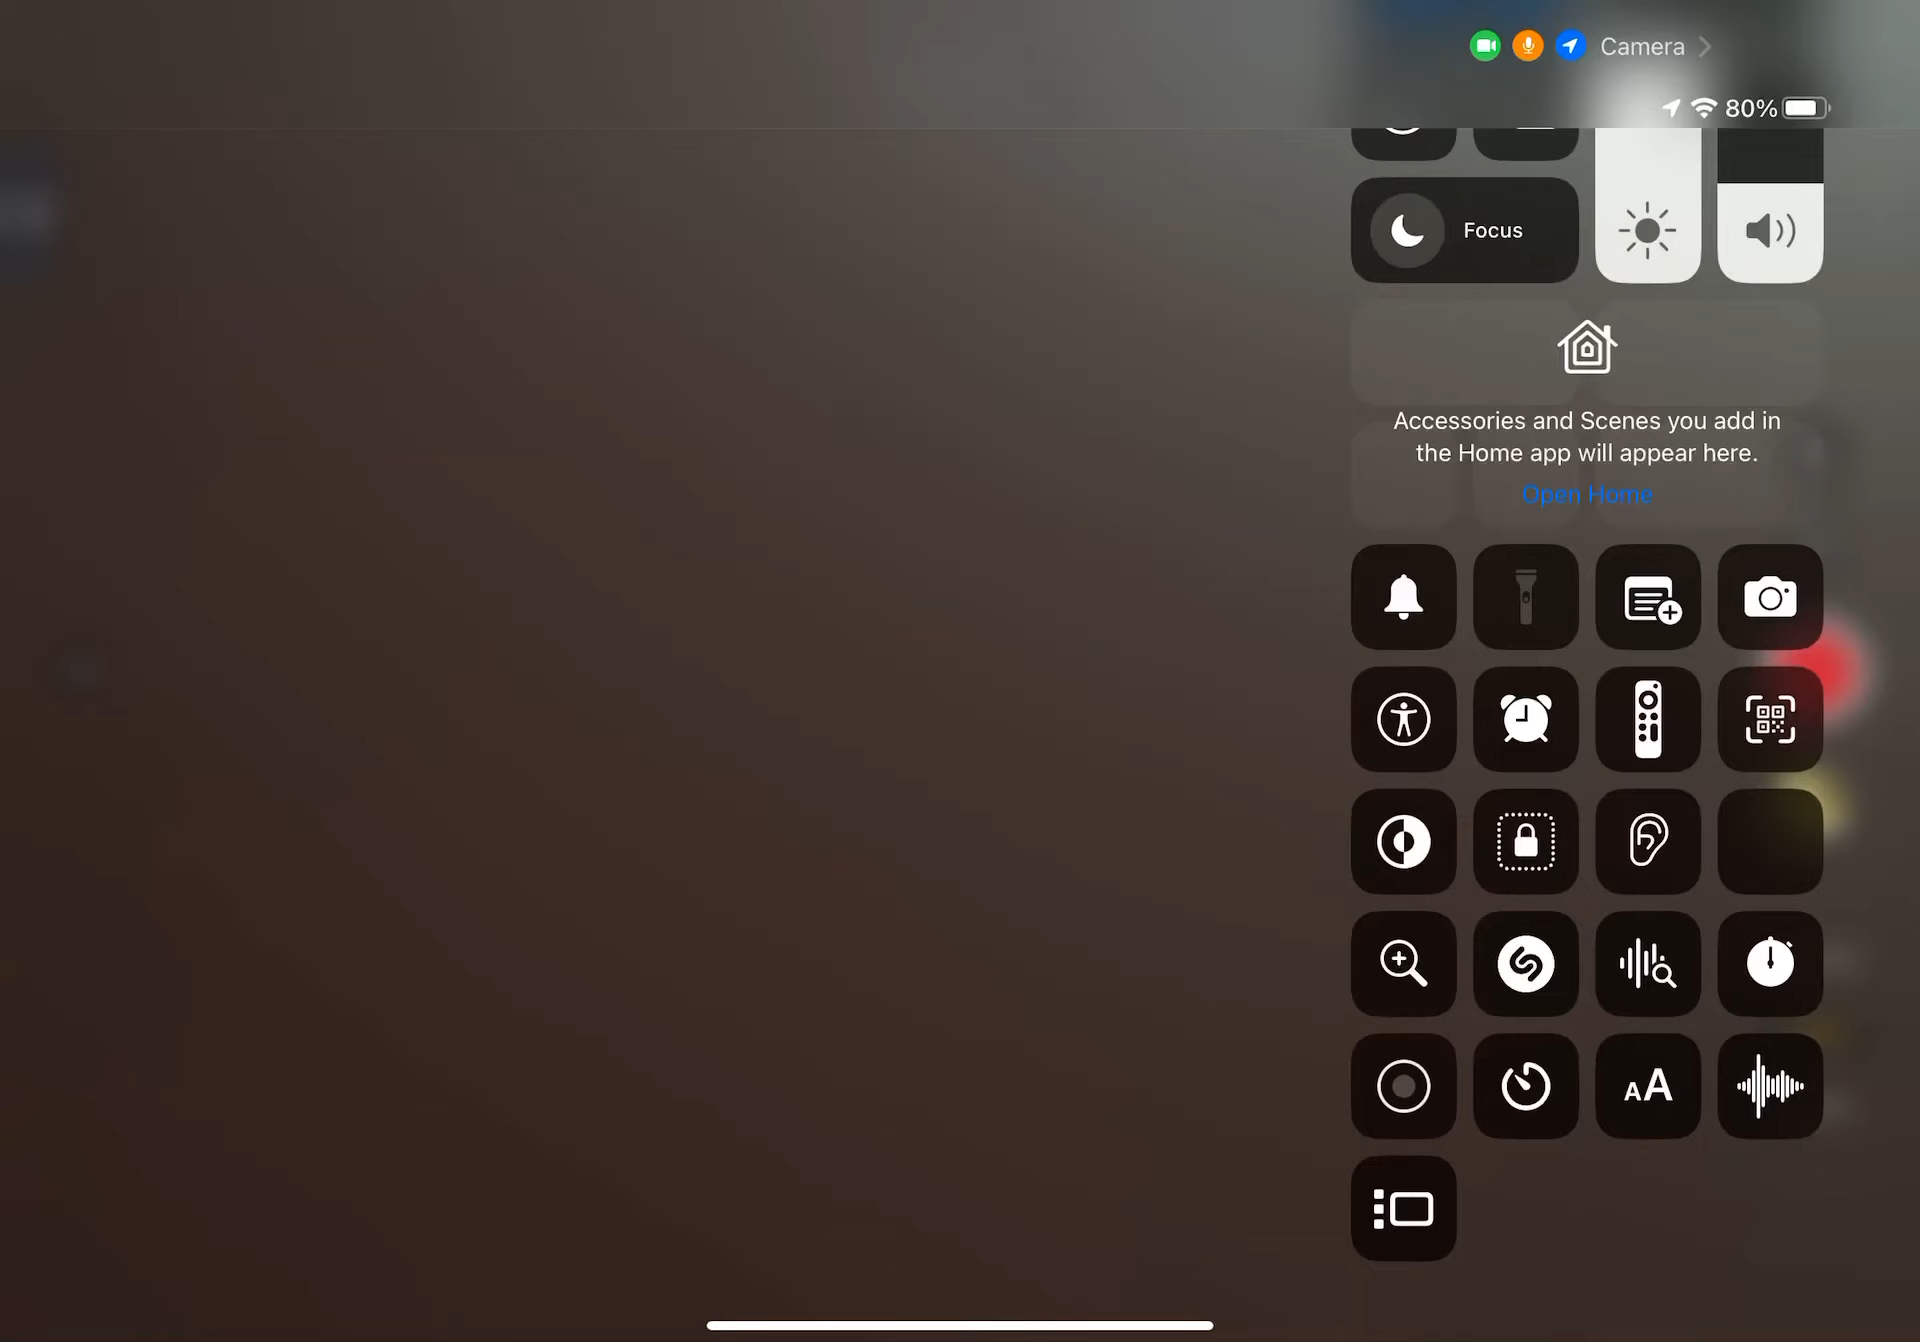 Camera
80%
Focus
Accessories and Scenes you add in
the Home app will appear here.
Open Home
AA